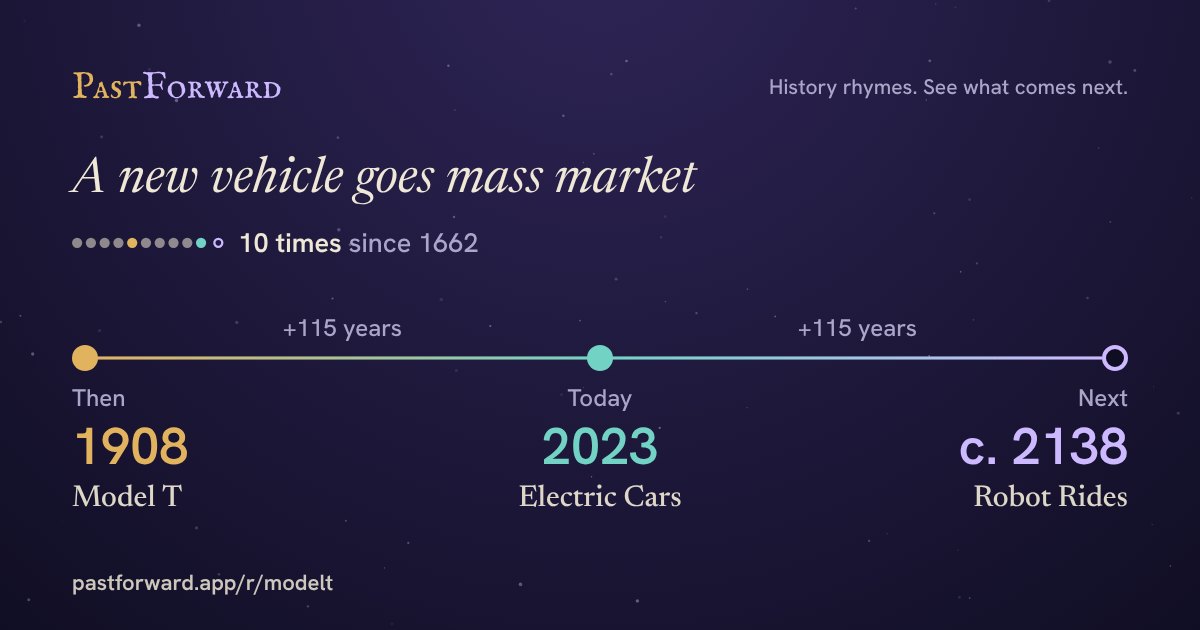 PastForward
History rhymes. See what comes next.
A new vehicle goes mass market
10 times since 1662
+115 years
+115 years
Then
Today
Next
1908
2023
c. 2138
Model T
Electric Cars
Robot Rides
pastforward.app/r/modelt